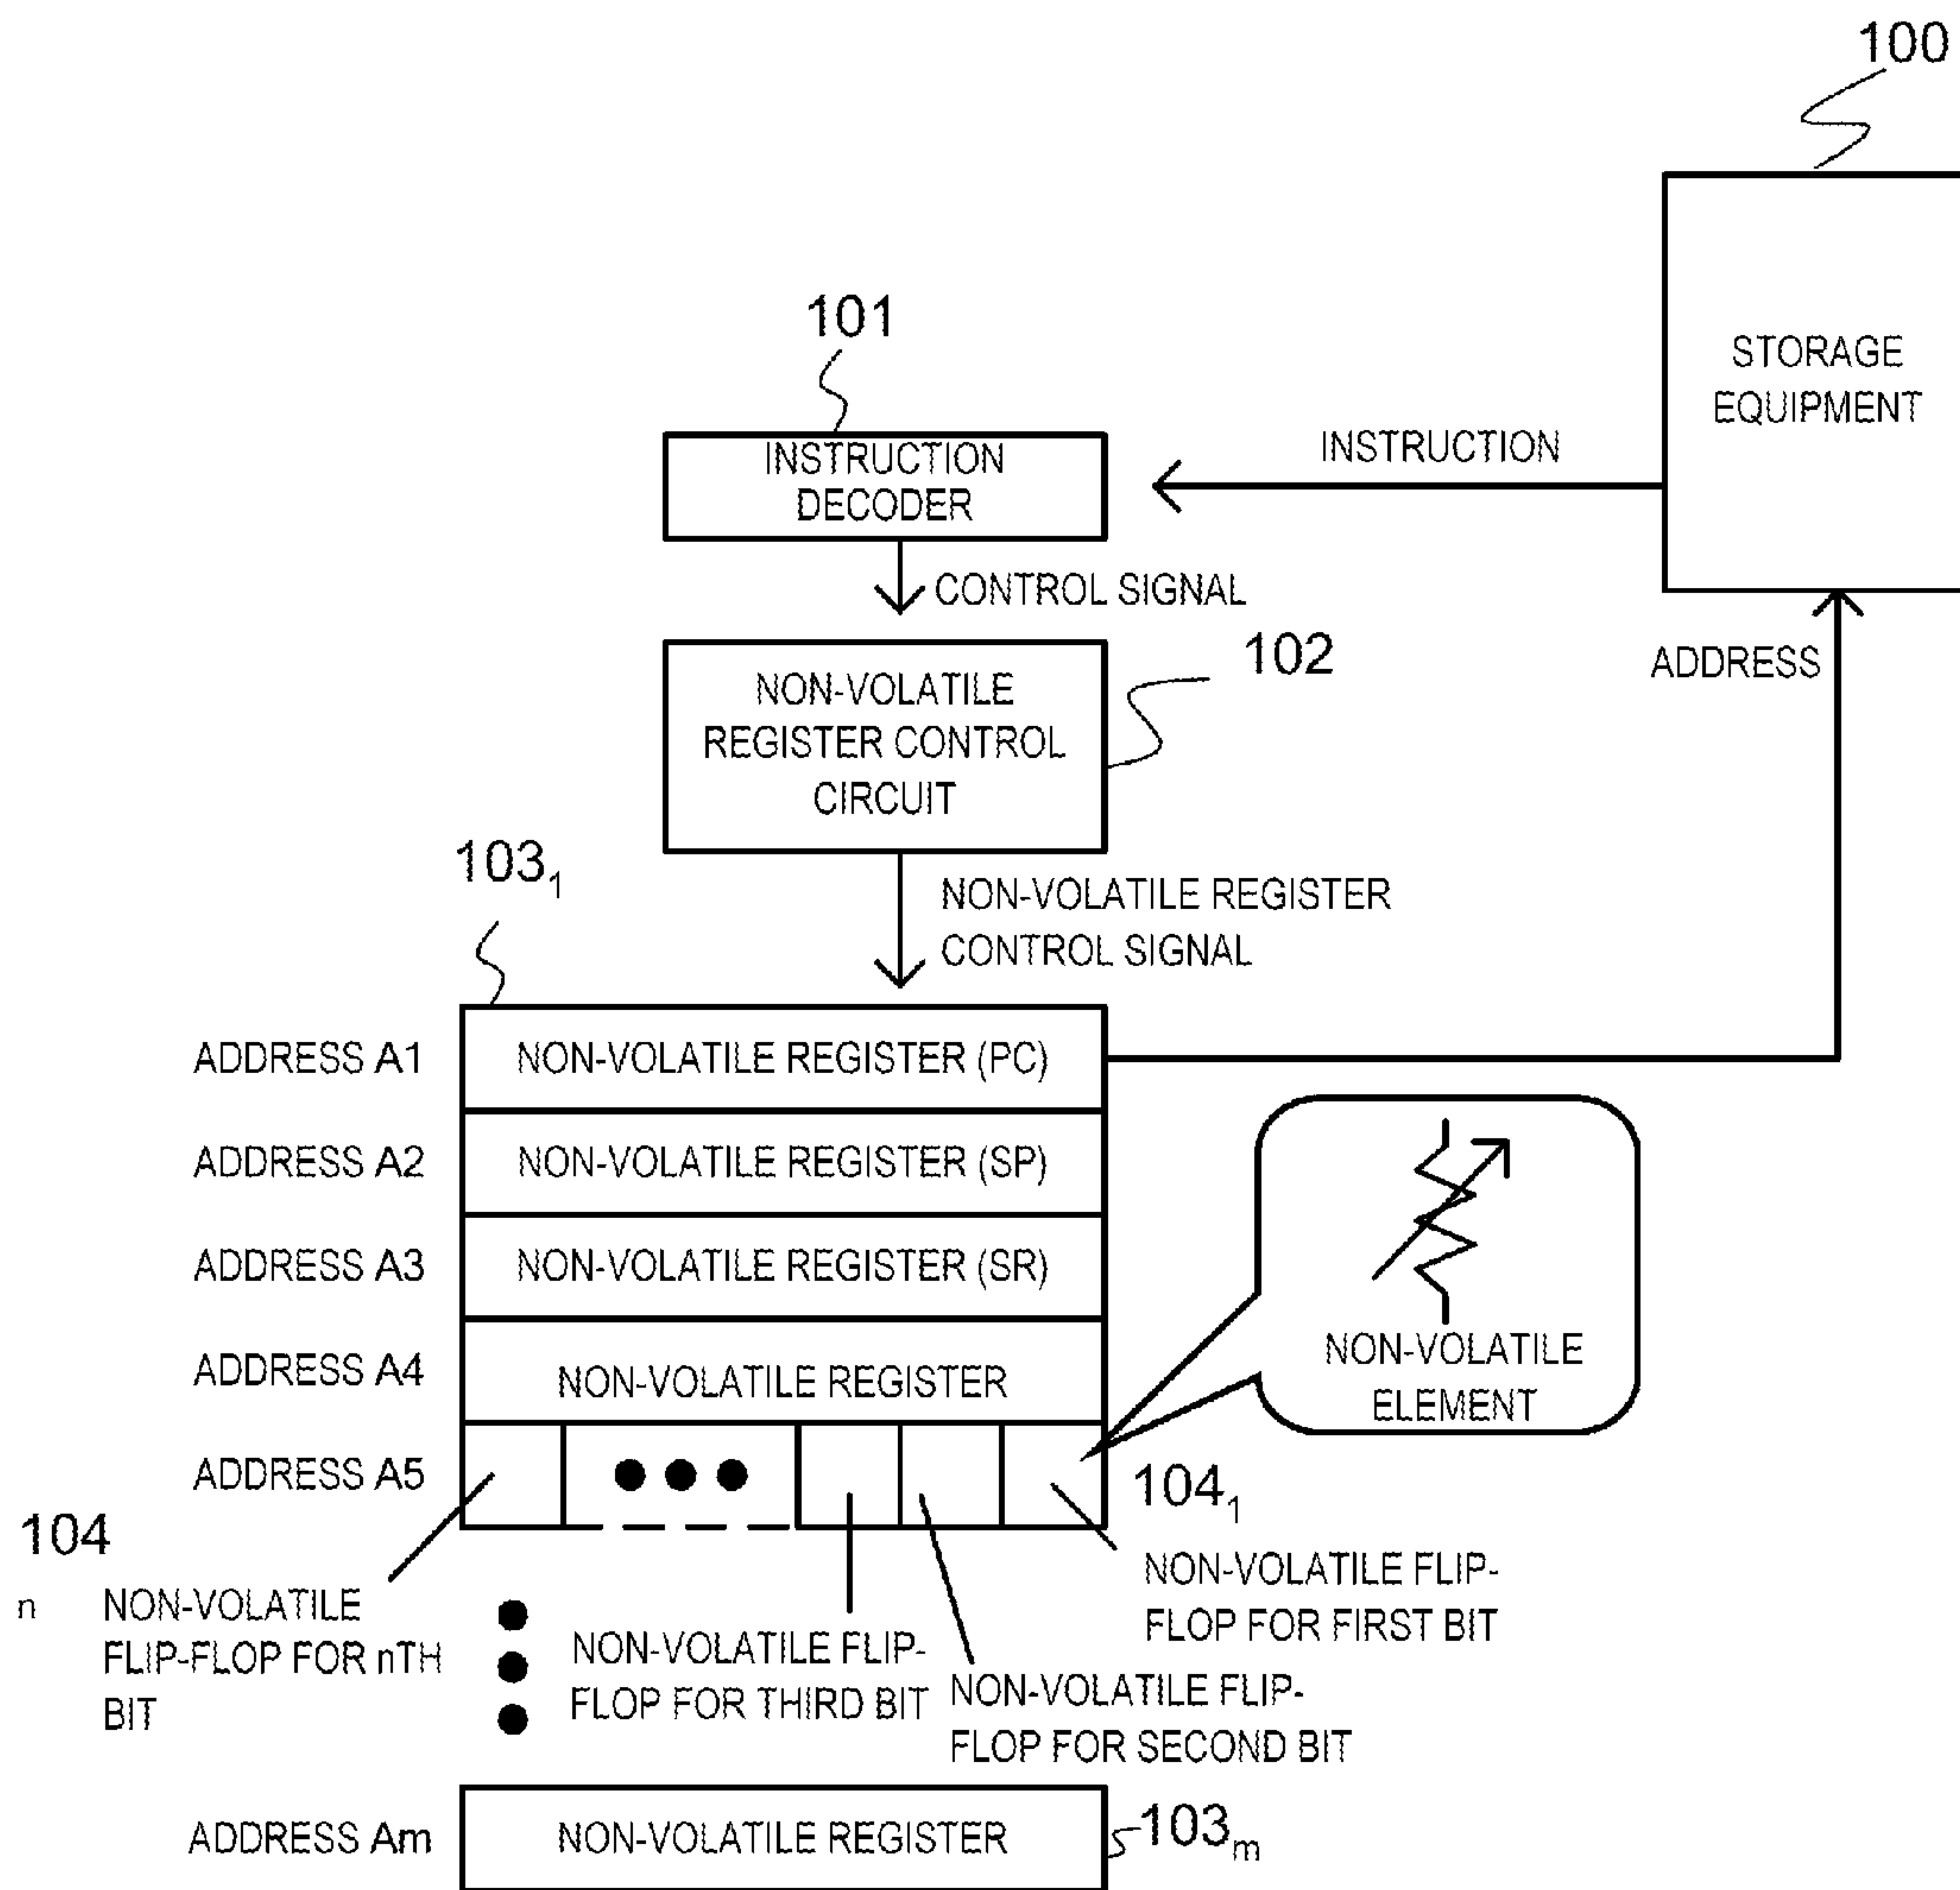 100
STORAGE
EQUIPMENT
101
INSTRUCTION
DECODER
INSTRUCTION
CONTROL SIGNAL
102
NON-VOLATILE
REGISTER CONTROL
CIRCUIT
ADDRESS
103₁
NON-VOLATILE REGISTER
CONTROL SIGNAL
ADDRESS A1
NON-VOLATILE REGISTER (PC)
ADDRESS A2
NON-VOLATILE REGISTER (SP)
ADDRESS A3
NON-VOLATILE REGISTER (SR)
ADDRESS A4
NON-VOLATILE REGISTER
NON-VOLATILE
ELEMENT
ADDRESS A5
104₁
104
n
NON-VOLATILE
FLIP-FLOP FOR nTH
BIT
NON-VOLATILE FLIP-
FLOP FOR THIRD BIT
NON-VOLATILE FLIP-
FLOP FOR SECOND BIT
NON-VOLATILE FLIP-
FLOP FOR FIRST BIT
ADDRESS Am
NON-VOLATILE REGISTER
103m